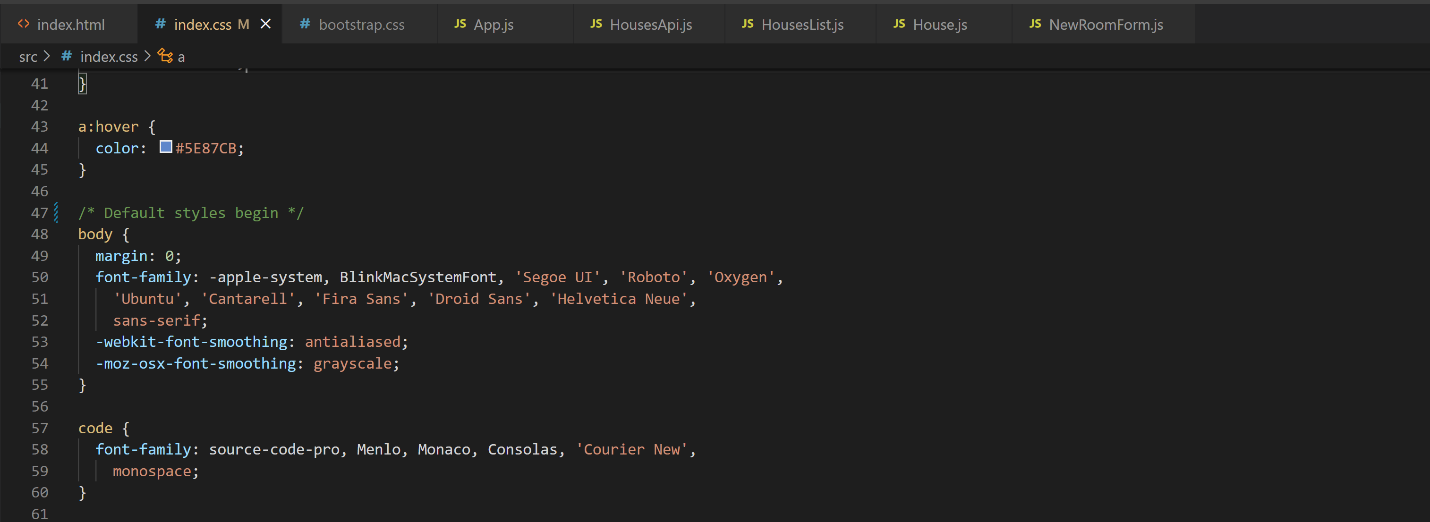 <> index.html # index.css M × # bootstrap.css JS App.js JS HousesApi.js JS HousesList.js JS House.js JS NewRoomForm.js
src > # index.css > a
41 }
42
43 a:hover {
44 color: #5E87CB;
45 }
46
47 /* Default styles begin */
48 body {
49 margin: 0;
50 font-family: -apple-system, BlinkMacSystemFont, 'Segoe UI', 'Roboto', 'Oxygen',
51 'Ubuntu', 'Cantarell', 'Fira Sans', 'Droid Sans', 'Helvetica Neue',
52 sans-serif;
53 -webkit-font-smoothing: antialiased;
54 -moz-osx-font-smoothing: grayscale;
55 }
56
57 code {
58 font-family: source-code-pro, Menlo, Monaco, Consolas, 'Courier New',
59 monospace;
60 }
61